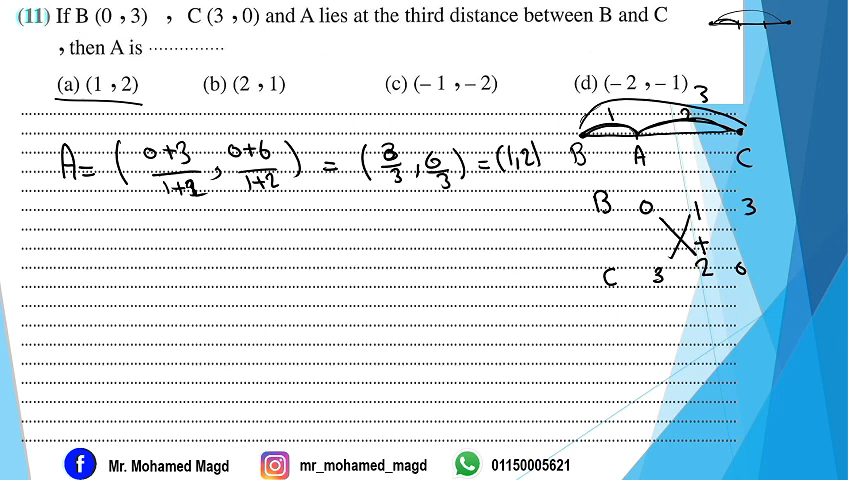 (11) If B (0 , 3) , C (3 , 0) and A lies at the third distance between B and C
, then A is ...............
(a) (1 , 2) (b) (2 , 1) (c) (– 1 , – 2) (d) (– 2 , – 1)
3
1 2
B A C
A = ( 0+3/1+2 , 0+6/1+2 ) = ( 3/3 , 6/3 ) = (1,2)
B 0 1 3
+
C 3 2 0
f Mr. Mohamed Magd mr_mohamed_magd 01150005621